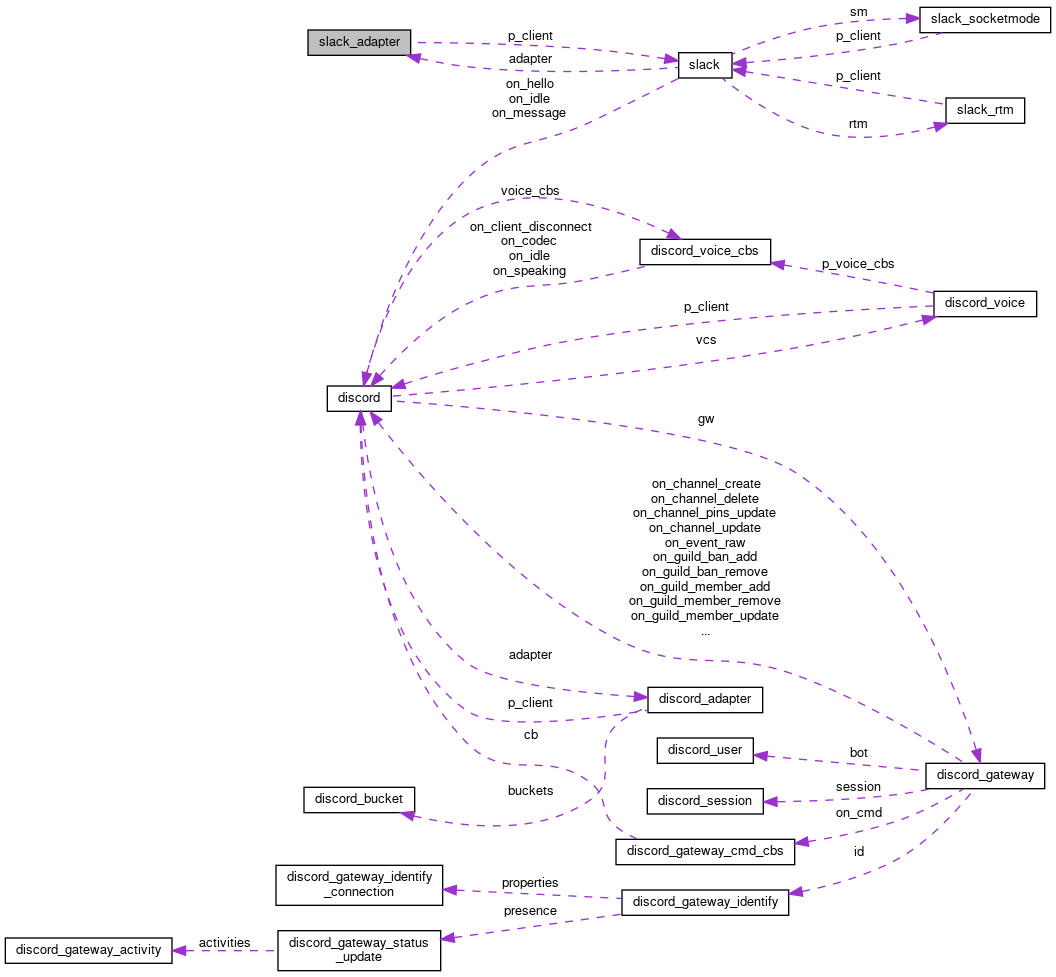 sm
slack_socketmode
slack_adapter
p_client
p_client
adapter
slack
p_client
on_hello
on_idle
on_message
slack_rtm
rtm
voice_cbs
on_client_disconnect
on_codec
on_idle
on_speaking
discord_voice_cbs
p_voice_cbs
discord_voice
p_client
vcs
discord
gw
on_channel_create
on_channel_delete
on_channel_pins_update
on_channel_update
on_event_raw
on_guild_ban_add
on_guild_ban_remove
on_guild_member_add
on_guild_member_remove
on_guild_member_update
...
adapter
discord_adapter
p_client
cb
discord_user
bot
discord_gateway
buckets
discord_bucket
discord_session
session
on_cmd
discord_gateway_cmd_cbs
id
discord_gateway_identify
_connection
properties
discord_gateway_identify
presence
discord_gateway_activity
activities
discord_gateway_status
_update